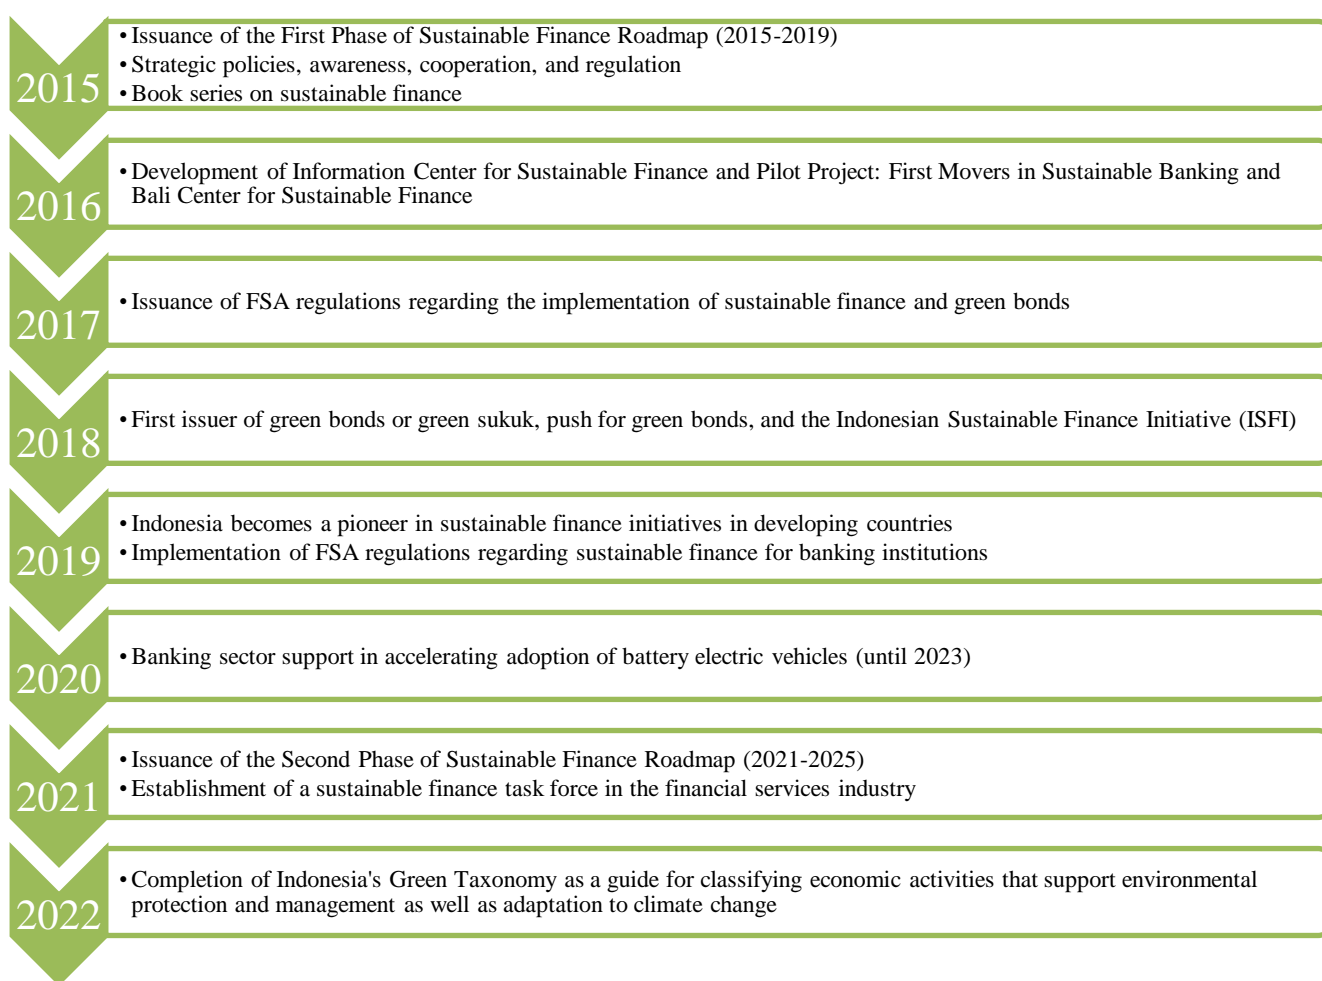 2015
• Issuance of the First Phase of Sustainable Finance Roadmap (2015-2019)
• Strategic policies, awareness, cooperation, and regulation
• Book series on sustainable finance
2016
• Development of Information Center for Sustainable Finance and Pilot Project: First Movers in Sustainable Banking and
Bali Center for Sustainable Finance
2017
• Issuance of FSA regulations regarding the implementation of sustainable finance and green bonds
2018
• First issuer of green bonds or green sukuk, push for green bonds, and the Indonesian Sustainable Finance Initiative (ISFI)
2019
• Indonesia becomes a pioneer in sustainable finance initiatives in developing countries
• Implementation of FSA regulations regarding sustainable finance for banking institutions
2020
• Banking sector support in accelerating adoption of battery electric vehicles (until 2023)
2021
• Issuance of the Second Phase of Sustainable Finance Roadmap (2021-2025)
• Establishment of a sustainable finance task force in the financial services industry
2022
• Completion of Indonesia's Green Taxonomy as a guide for classifying economic activities that support environmental
protection and management as well as adaptation to climate change